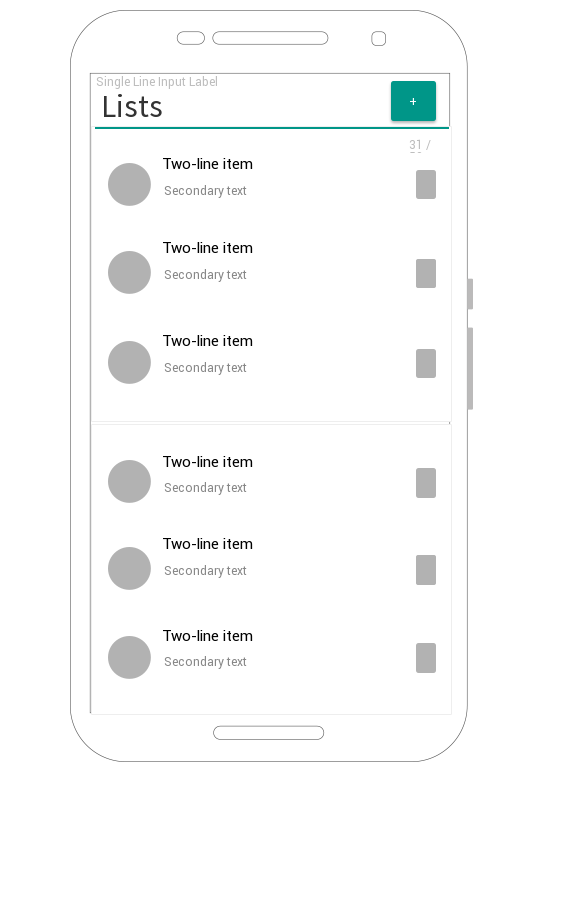 Single Line Input Label
Lists
+
31 /
Two-line item
Secondary text
Two-line item
Secondary text
Two-line item
Secondary text
Two-line item
Secondary text
Two-line item
Secondary text
Two-line item
Secondary text